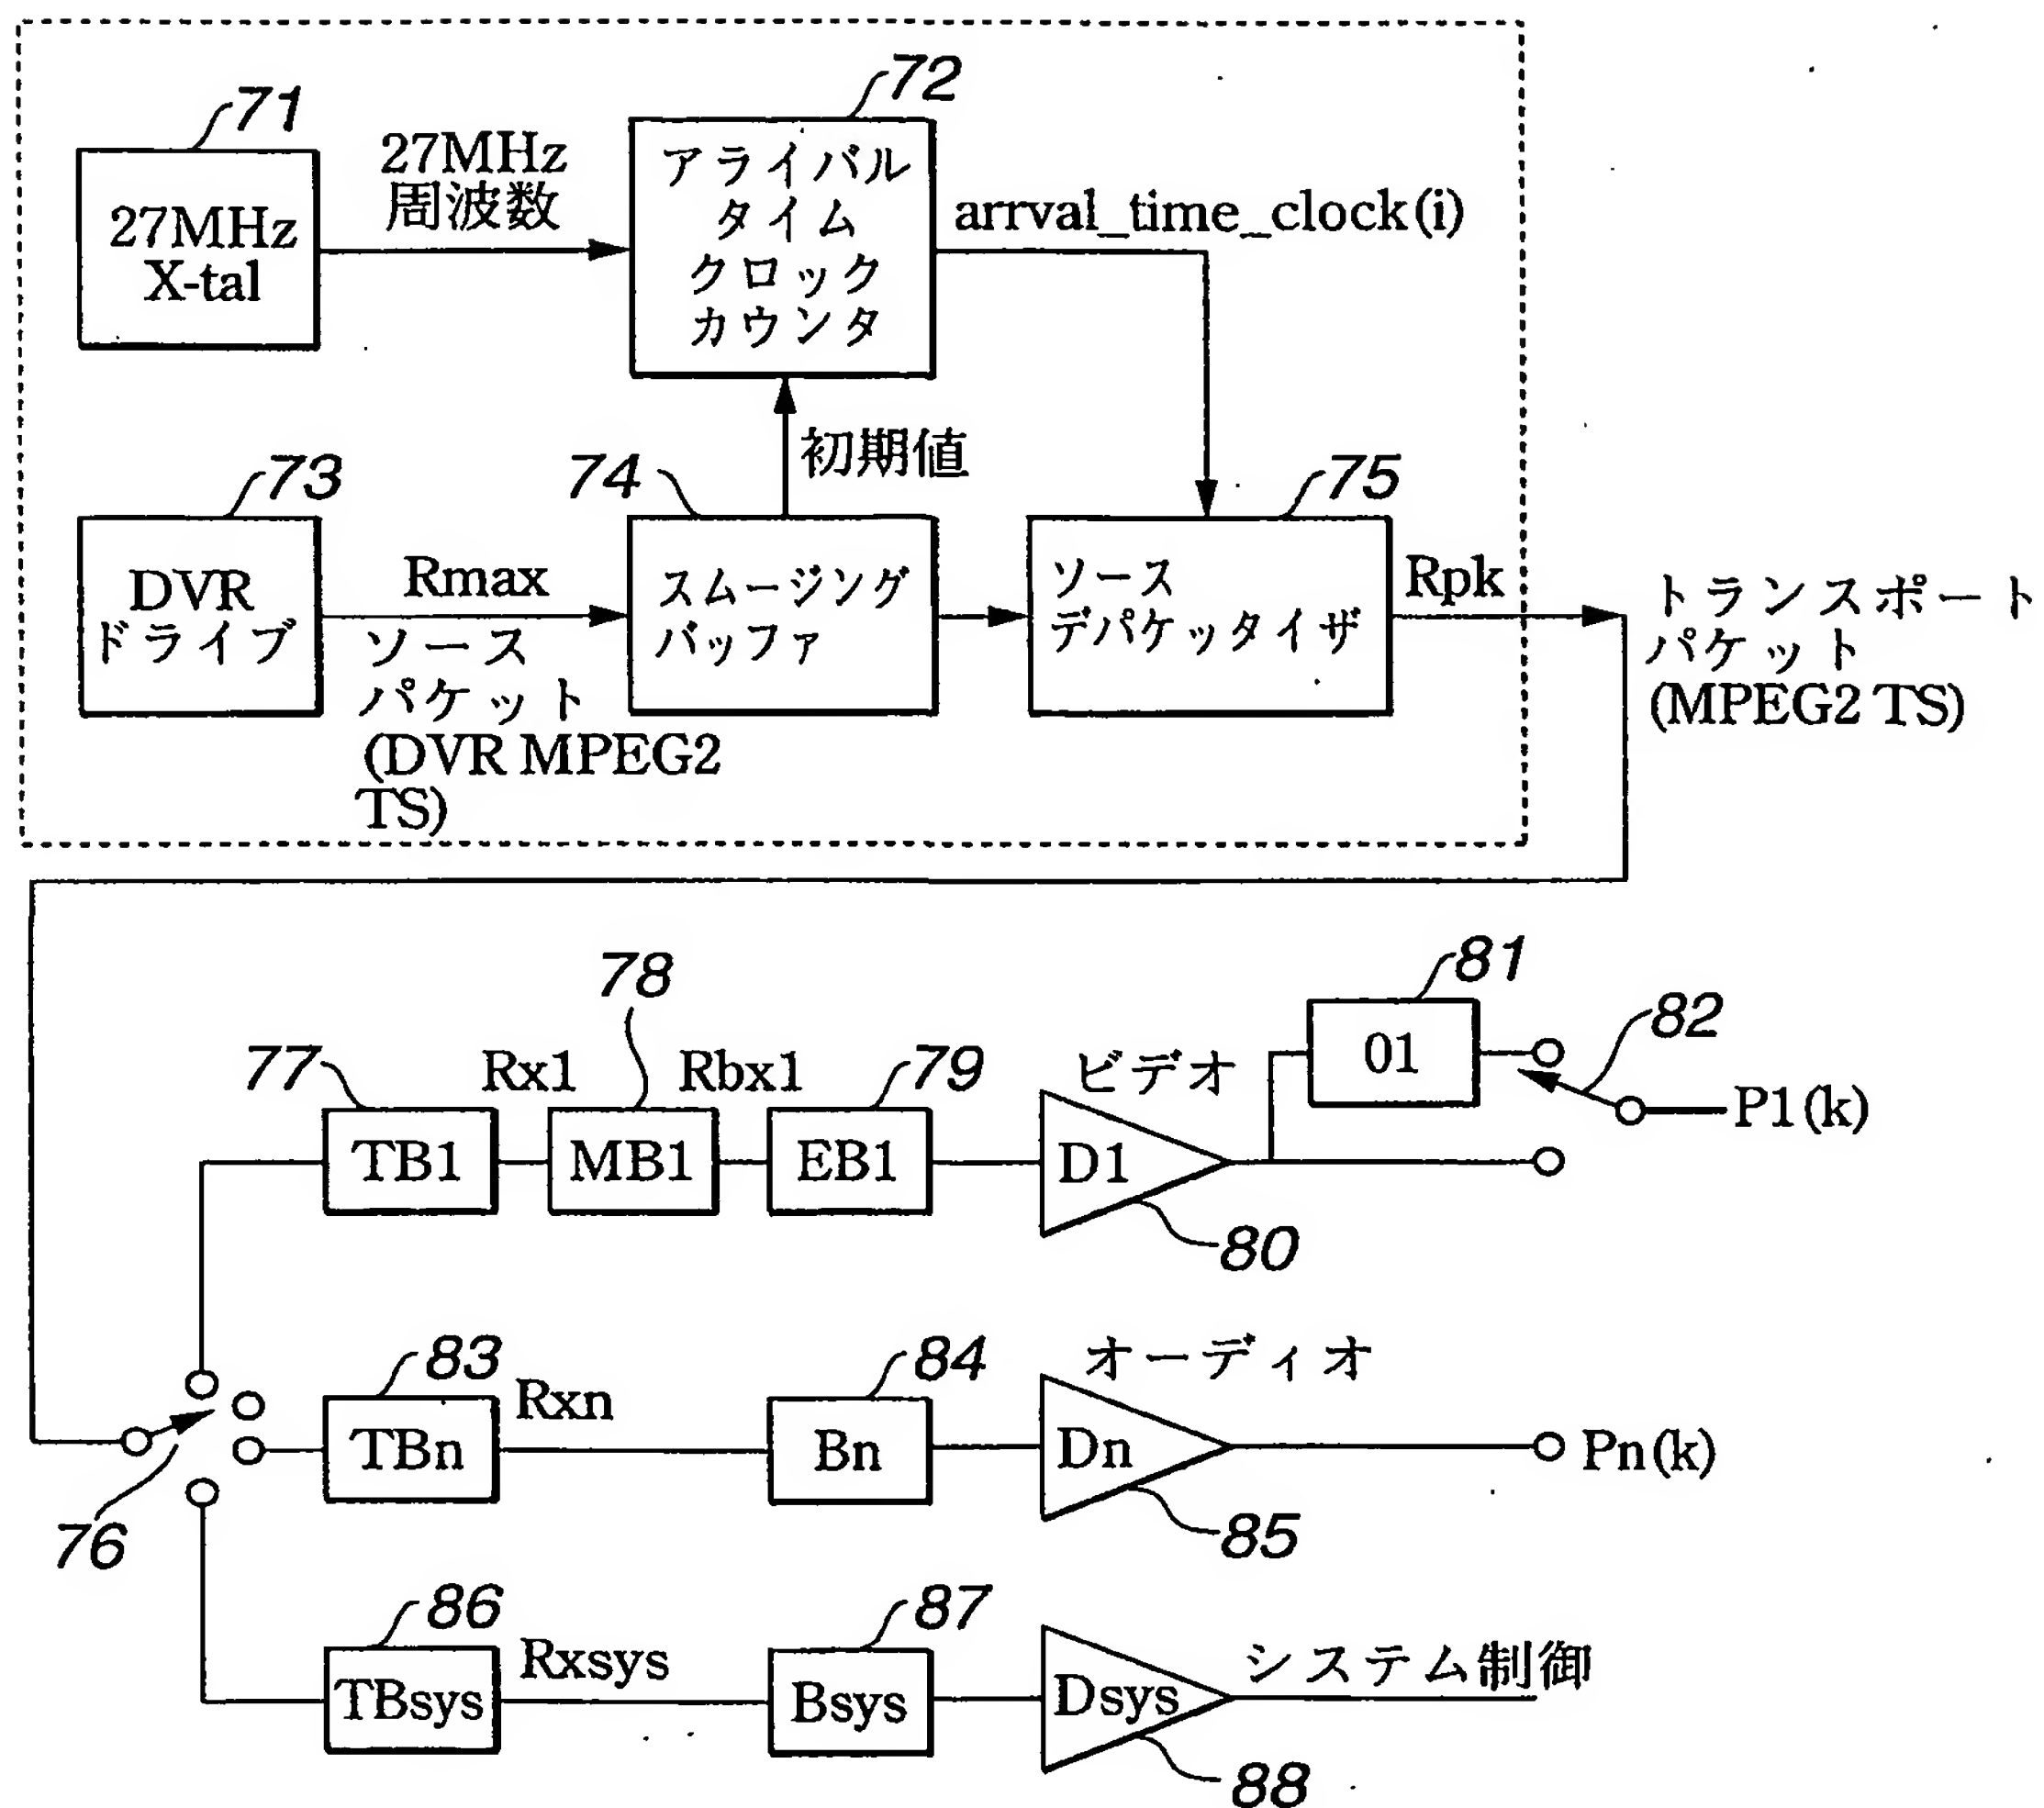 71
27MHz
X-tal
27MHz
周波数
72
アライバル
タイム
クロック
カウンタ
arrval_time_clock(i)
初期値
73
DVR
ドライブ
Rmax
ソース
パケット
(DVR MPEG2
TS)
74
スムージング
バッファ
75
ソース
デパケッタイザ
Rpk
トランスポート
パケット
(MPEG2 TS)
76
77
TB1
Rx1
78
MB1
Rbx1
79
EB1
ビデオ
D1
80
81
01
82
P1(k)
83
TBn
Rxn
84
Bn
オーディオ
Dn
85
Pn(k)
86
TBsys
Rxsys
87
Bsys
Dsys
88
システム制御